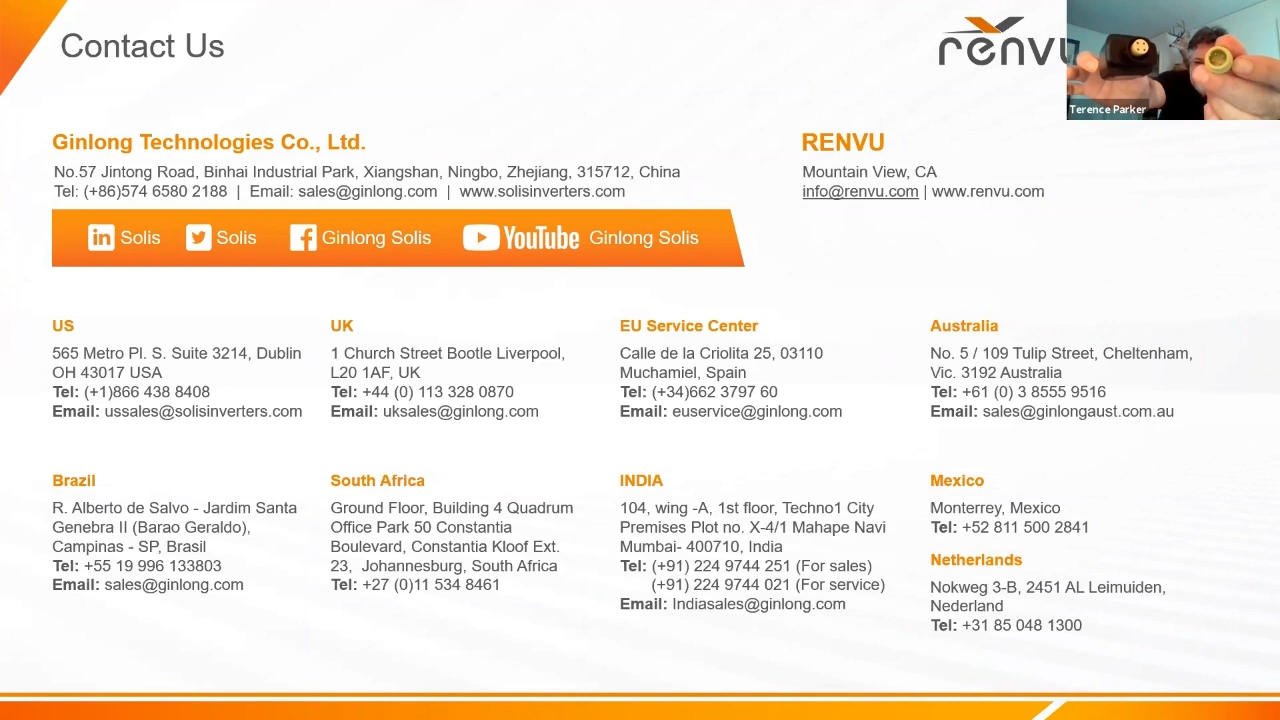 Contact Us
renvu
Terence Parker
Ginlong Technologies Co., Ltd.
No.57 Jintong Road, Binhai Industrial Park, Xiangshan, Ningbo, Zhejiang, 315712, China
Tel: (+86)574 6580 2188 | Email: sales@ginlong.com | www.solisinverters.com
RENVU
Mountain View, CA
info@renvu.com | www.renvu.com
in Solis Solis Ginlong Solis YouTube Ginlong Solis
US
565 Metro Pl. S. Suite 3214, Dublin
OH 43017 USA
Tel: (+1)866 438 8408
Email: ussales@solisinverters.com
UK
1 Church Street Bootle Liverpool,
L20 1AF, UK
Tel: +44 (0) 113 328 0870
Email: uksales@ginlong.com
EU Service Center
Calle de la Criolita 25, 03110
Muchamiel, Spain
Tel: (+34)662 3797 60
Email: euservice@ginlong.com
Australia
No. 5 / 109 Tulip Street, Cheltenham,
Vic. 3192 Australia
Tel: +61 (0) 3 8555 9516
Email: sales@ginlongaust.com.au
Brazil
R. Alberto de Salvo - Jardim Santa
Genebra II (Barao Geraldo),
Campinas - SP, Brasil
Tel: +55 19 996 133803
Email: sales@ginlong.com
South Africa
Ground Floor, Building 4 Quadrum
Office Park 50 Constantia
Boulevard, Constantia Kloof Ext.
23, Johannesburg, South Africa
Tel: +27 (0)11 534 8461
INDIA
104, wing -A, 1st floor, Techno1 City
Premises Plot no. X-4/1 Mahape Navi
Mumbai- 400710, India
Tel: (+91) 224 9744 251 (For sales)
(+91) 224 9744 021 (For service)
Email: Indiasales@ginlong.com
Mexico
Monterrey, Mexico
Tel: +52 811 500 2841
Netherlands
Nokweg 3-B, 2451 AL Leimuiden,
Nederland
Tel: +31 85 048 1300